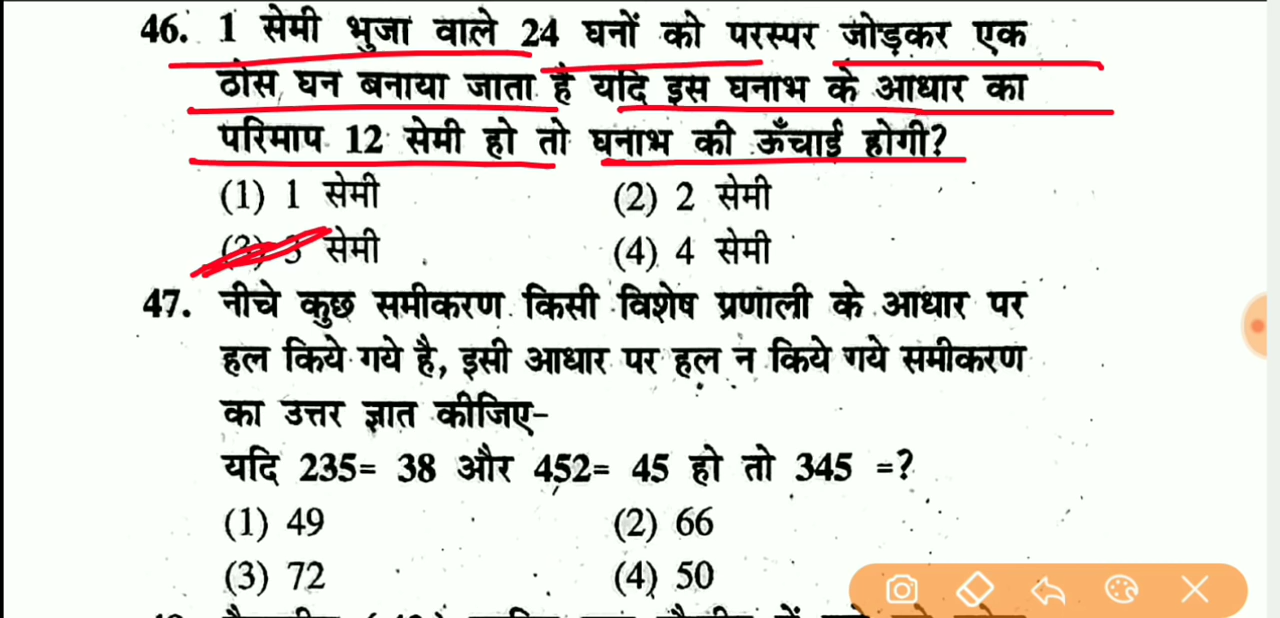 46. 1 सेमी भुजा वाले 24 घनों को परस्पर जोड़कर एक
ठोस घन बनाया जाता है यदि इस घनाभ के आधार का
परिमाप 12 सेमी हो तो घनाभ की ऊँचाई होगी?
(1) 1 सेमी (2) 2 सेमी
(3) 3 सेमी (4) 4 सेमी
47. नीचे कुछ समीकरण किसी विशेष प्रणाली के आधार पर
हल किये गये है, इसी आधार पर हल न किये गये समीकरण
का उत्तर ज्ञात कीजिए-
यदि 235= 38 और 452= 45 हो तो 345 =?
(1) 49 (2) 66
(3) 72 (4) 50